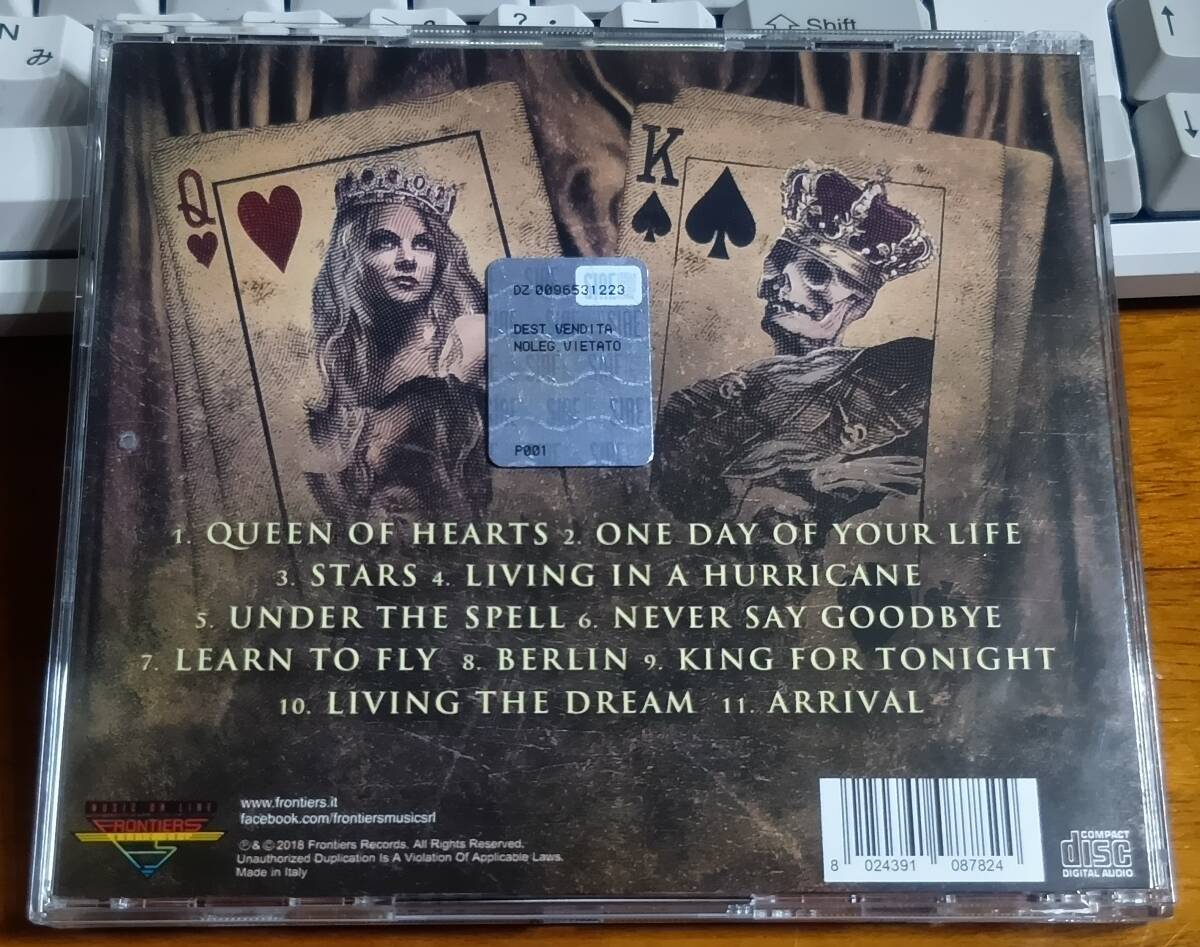 N
み
?
Shift
Q
K
DZ 0096531223
DEST VENDITA
NOLEG VIETATO
P001
1. QUEEN OF HEARTS 2. ONE DAY OF YOUR LIFE
3. STARS 4. LIVING IN A HURRICANE
5. UNDER THE SPELL 6. NEVER SAY GOODBYE
7. LEARN TO FLY 8. BERLIN 9. KING FOR TONIGHT
10. LIVING THE DREAM 11. ARRIVAL
MUSIC ON LINE
FRONTIERS
www.frontiers.it
facebook.com/frontiersmusicsrl
℗& ©2018 Frontiers Records. All Rights Reserved.
Unauthorized Duplication Is A Violation Of Applicable Laws.
Made in Italy
8 024391 087824
COMPACT
disc
DIGITAL AUDIO